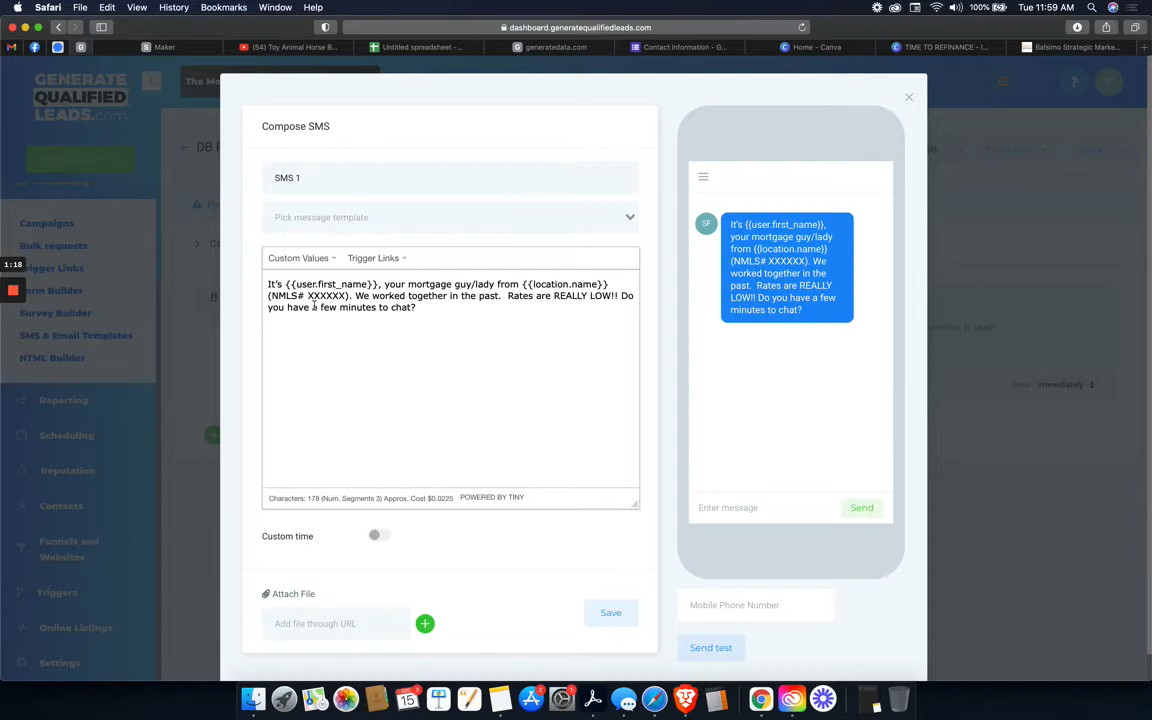 Safari File Edit View History Bookmarks Window Help
100% Tue 11:59 AM
dashboard.generatequalifiedleads.com
Maker
(54) Toy Animal Horse B...
Untitled spreadsheet -...
generatedata.com
Contact Information - G...
Home - Canva
TIME TO REFINANCE - I...
Balsimo Strategic Marke...
GENERATE
QUALIFIED
LEADS.com
The Mo
DB R
Campaigns
Bulk requests
Trigger Links
Form Builder
Survey Builder
SMS & Email Templates
HTML Builder
Reporting
Scheduling
Reputation
Contacts
Funnels and
Websites
Triggers
Online Listings
Settings
1:18
Compose SMS
SMS 1
Pick message template
Custom Values Trigger Links
It's {{user.first_name}}, your mortgage guy/lady from {{location.name}}
(NMLS# XXXXXX). We worked together in the past. Rates are REALLY LOW!! Do
you have a few minutes to chat?
Characters: 178 (Num. Segments 3) Approx. Cost $0.0225 POWERED BY TINY
Custom time
Attach File
Add file through URL
Save
SF
It's {{user.first_name}},
your mortgage guy/lady
from {{location.name}}
(NMLS# XXXXXX). We
worked together in the
past. Rates are REALLY
LOW!! Do you have a few
minutes to chat?
Enter message Send
Mobile Phone Number
Send test
Send immediately
DEC
15